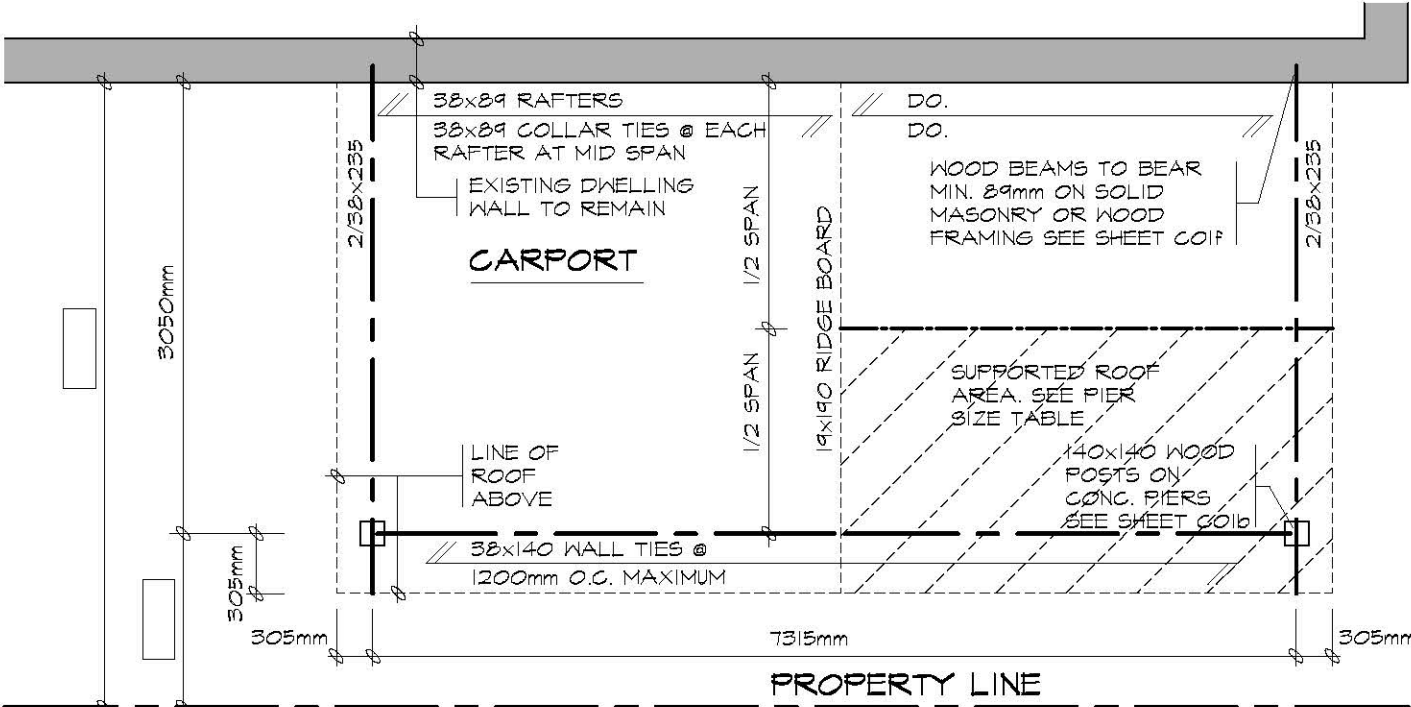 38x89 RAFTERS
DO.
38x89 COLLAR TIES @ EACH
RAFTER AT MID SPAN
DO.
EXISTING DWELLING
WALL TO REMAIN
WOOD BEAMS TO BEAR
MIN. 89mm ON SOLID
MASONRY OR WOOD
FRAMING SEE SHEET C01f
2/38x235
2/38x235
CARPORT
1/2 SPAN
19x190 RIDGE BOARD
3050mm
1/2 SPAN
SUPPORTED ROOF
AREA. SEE PIER
SIZE TABLE
LINE OF
ROOF
ABOVE
140x140 WOOD
POSTS ON
CONC. PIERS
SEE SHEET C01b
38x140 WALL TIES @
1200mm O.C. MAXIMUM
305mm
305mm
7315mm
305mm
PROPERTY LINE